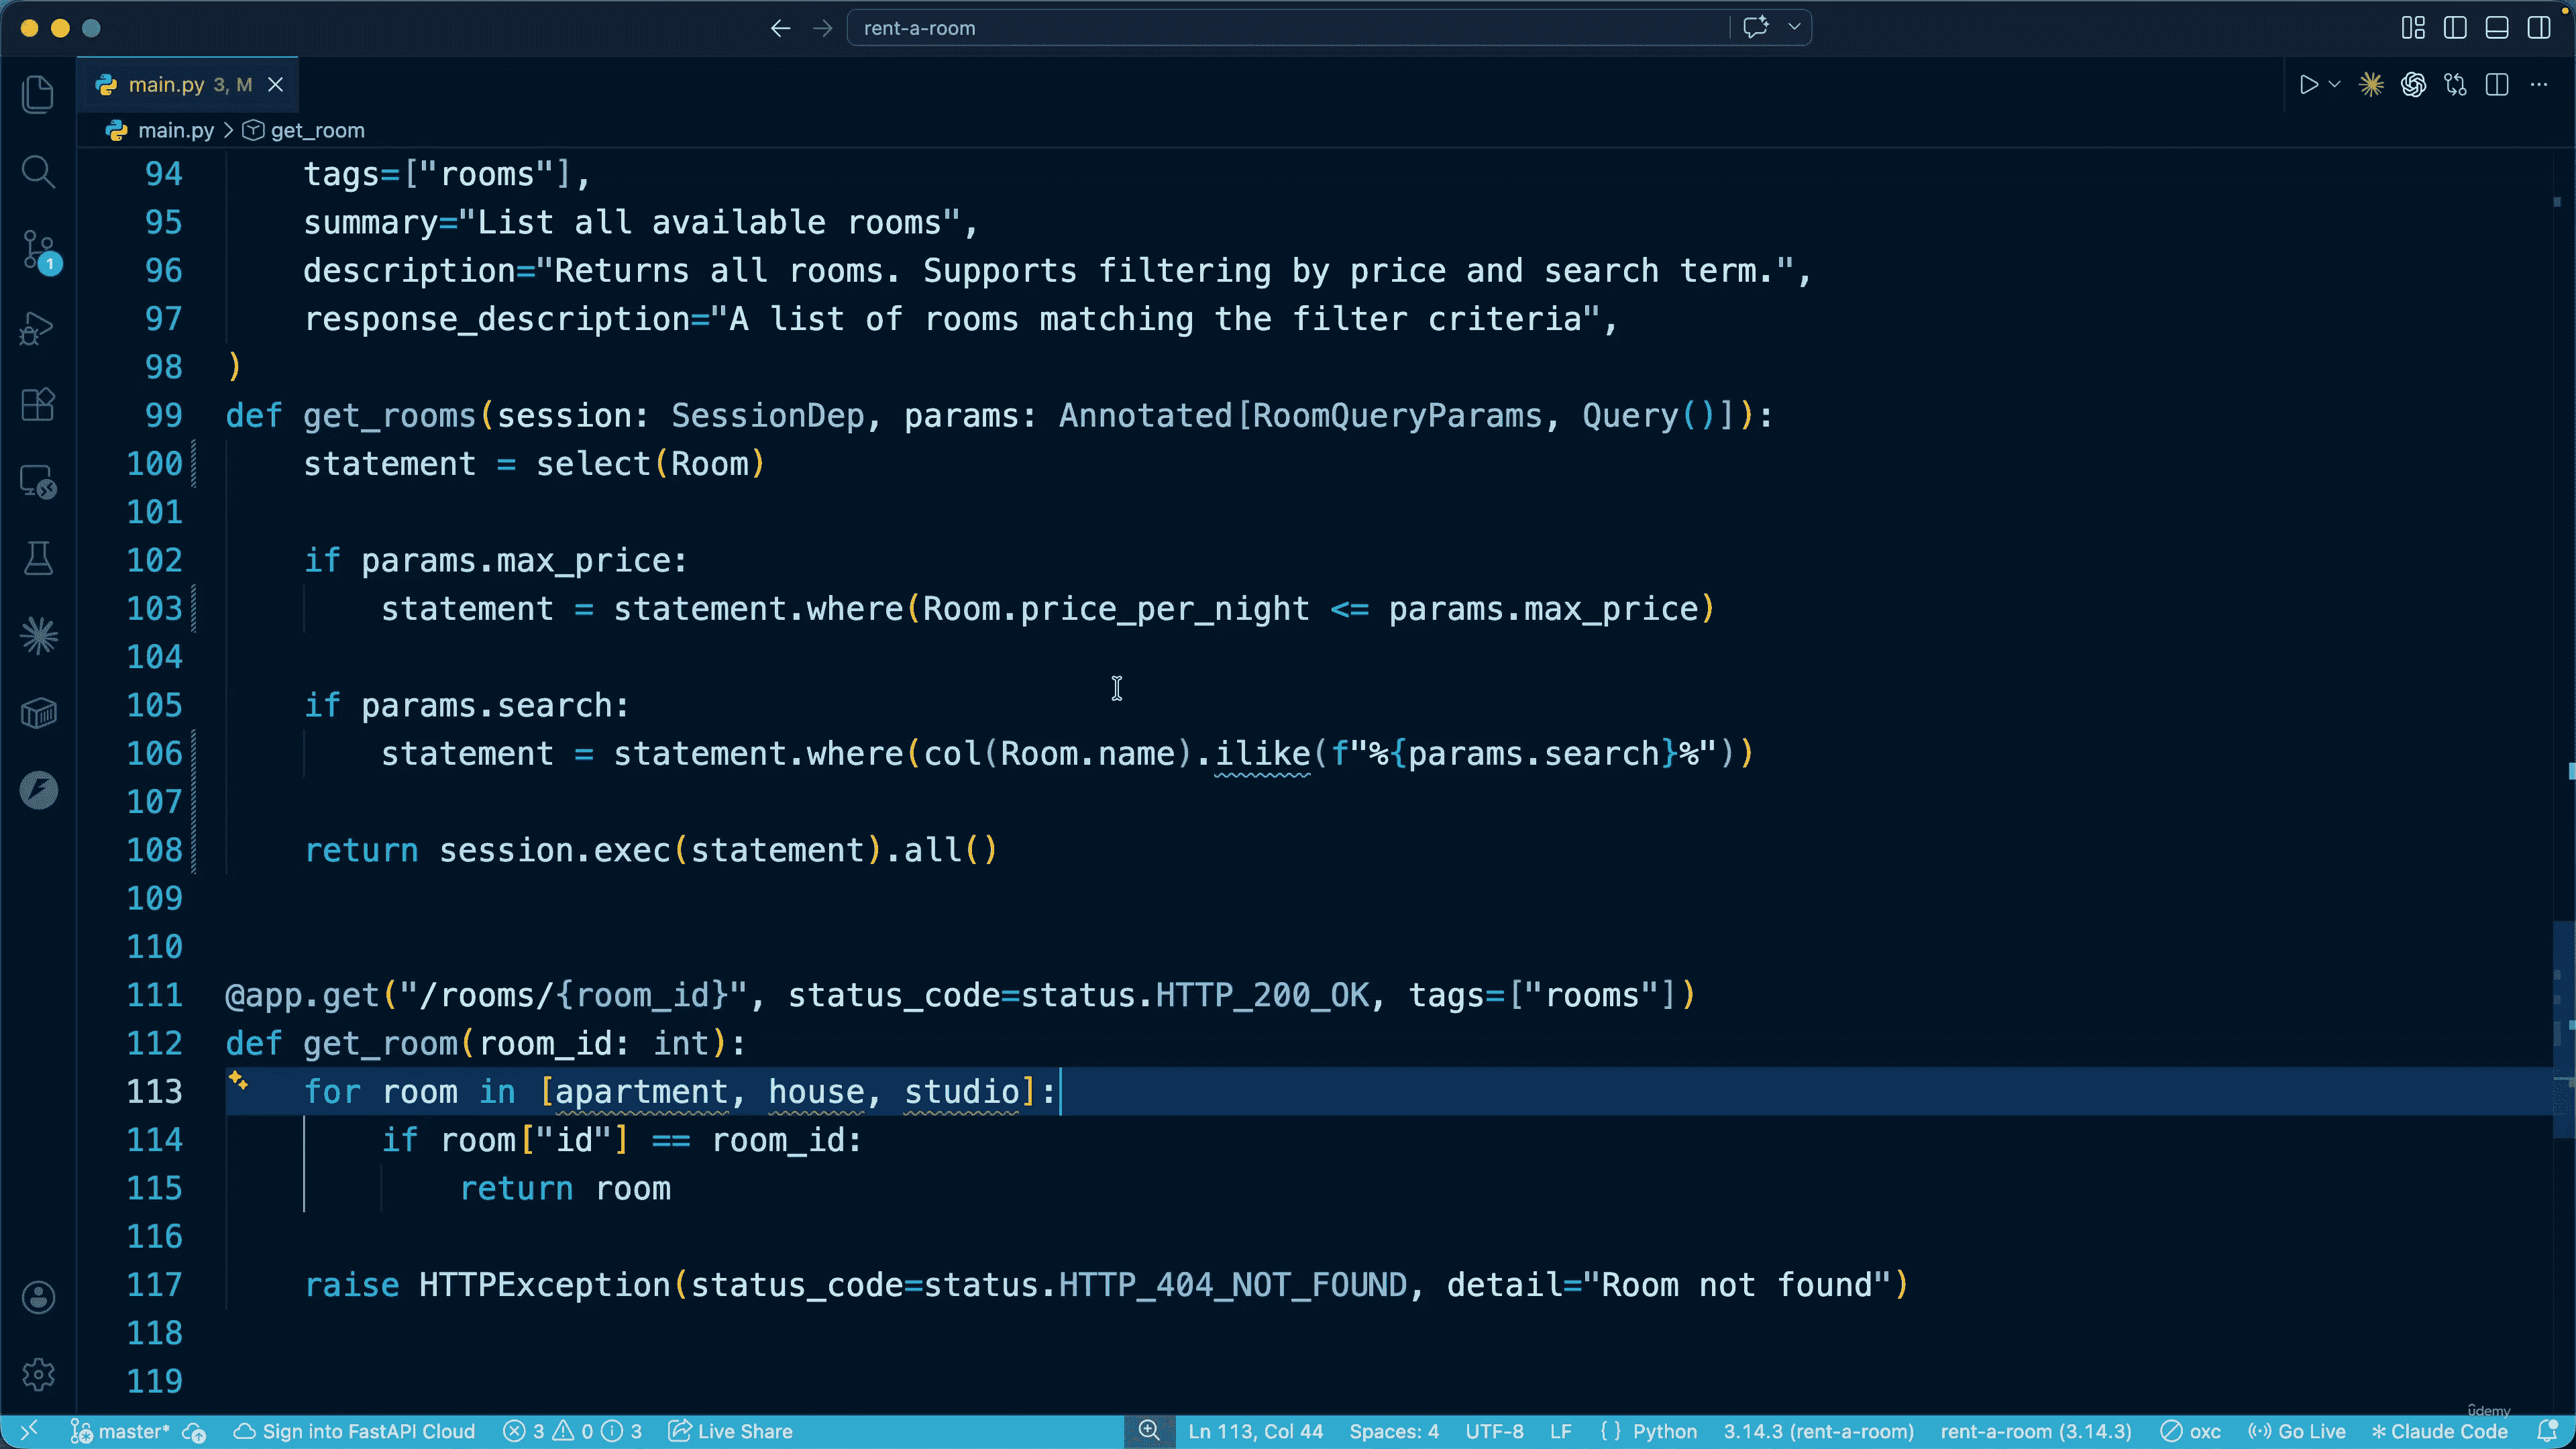 rent-a-room
main.py 3, M
main.py > get_room
94 tags=["rooms"],
95 summary="List all available rooms",
96 description="Returns all rooms. Supports filtering by price and search term.",
97 response_description="A list of rooms matching the filter criteria",
98 )
99 def get_rooms(session: SessionDep, params: Annotated[RoomQueryParams, Query()]):
100 statement = select(Room)
101
102 if params.max_price:
103 statement = statement.where(Room.price_per_night <= params.max_price)
104
105 if params.search:
106 statement = statement.where(col(Room.name).ilike(f"%{params.search}%"))
107
108 return session.exec(statement).all()
109
110
111 @app.get("/rooms/{room_id}", status_code=status.HTTP_200_OK, tags=["rooms"])
112 def get_room(room_id: int):
113 for room in [apartment, house, studio]:
114 if room["id"] == room_id:
115 return room
116
117 raise HTTPException(status_code=status.HTTP_404_NOT_FOUND, detail="Room not found")
118
119
1
udemy
master* Sign into FastAPI Cloud 3 0 3 Live Share Ln 113, Col 44 Spaces: 4 UTF-8 LF { } Python 3.14.3 (rent-a-room) rent-a-room (3.14.3) oxc Go Live Claude Code